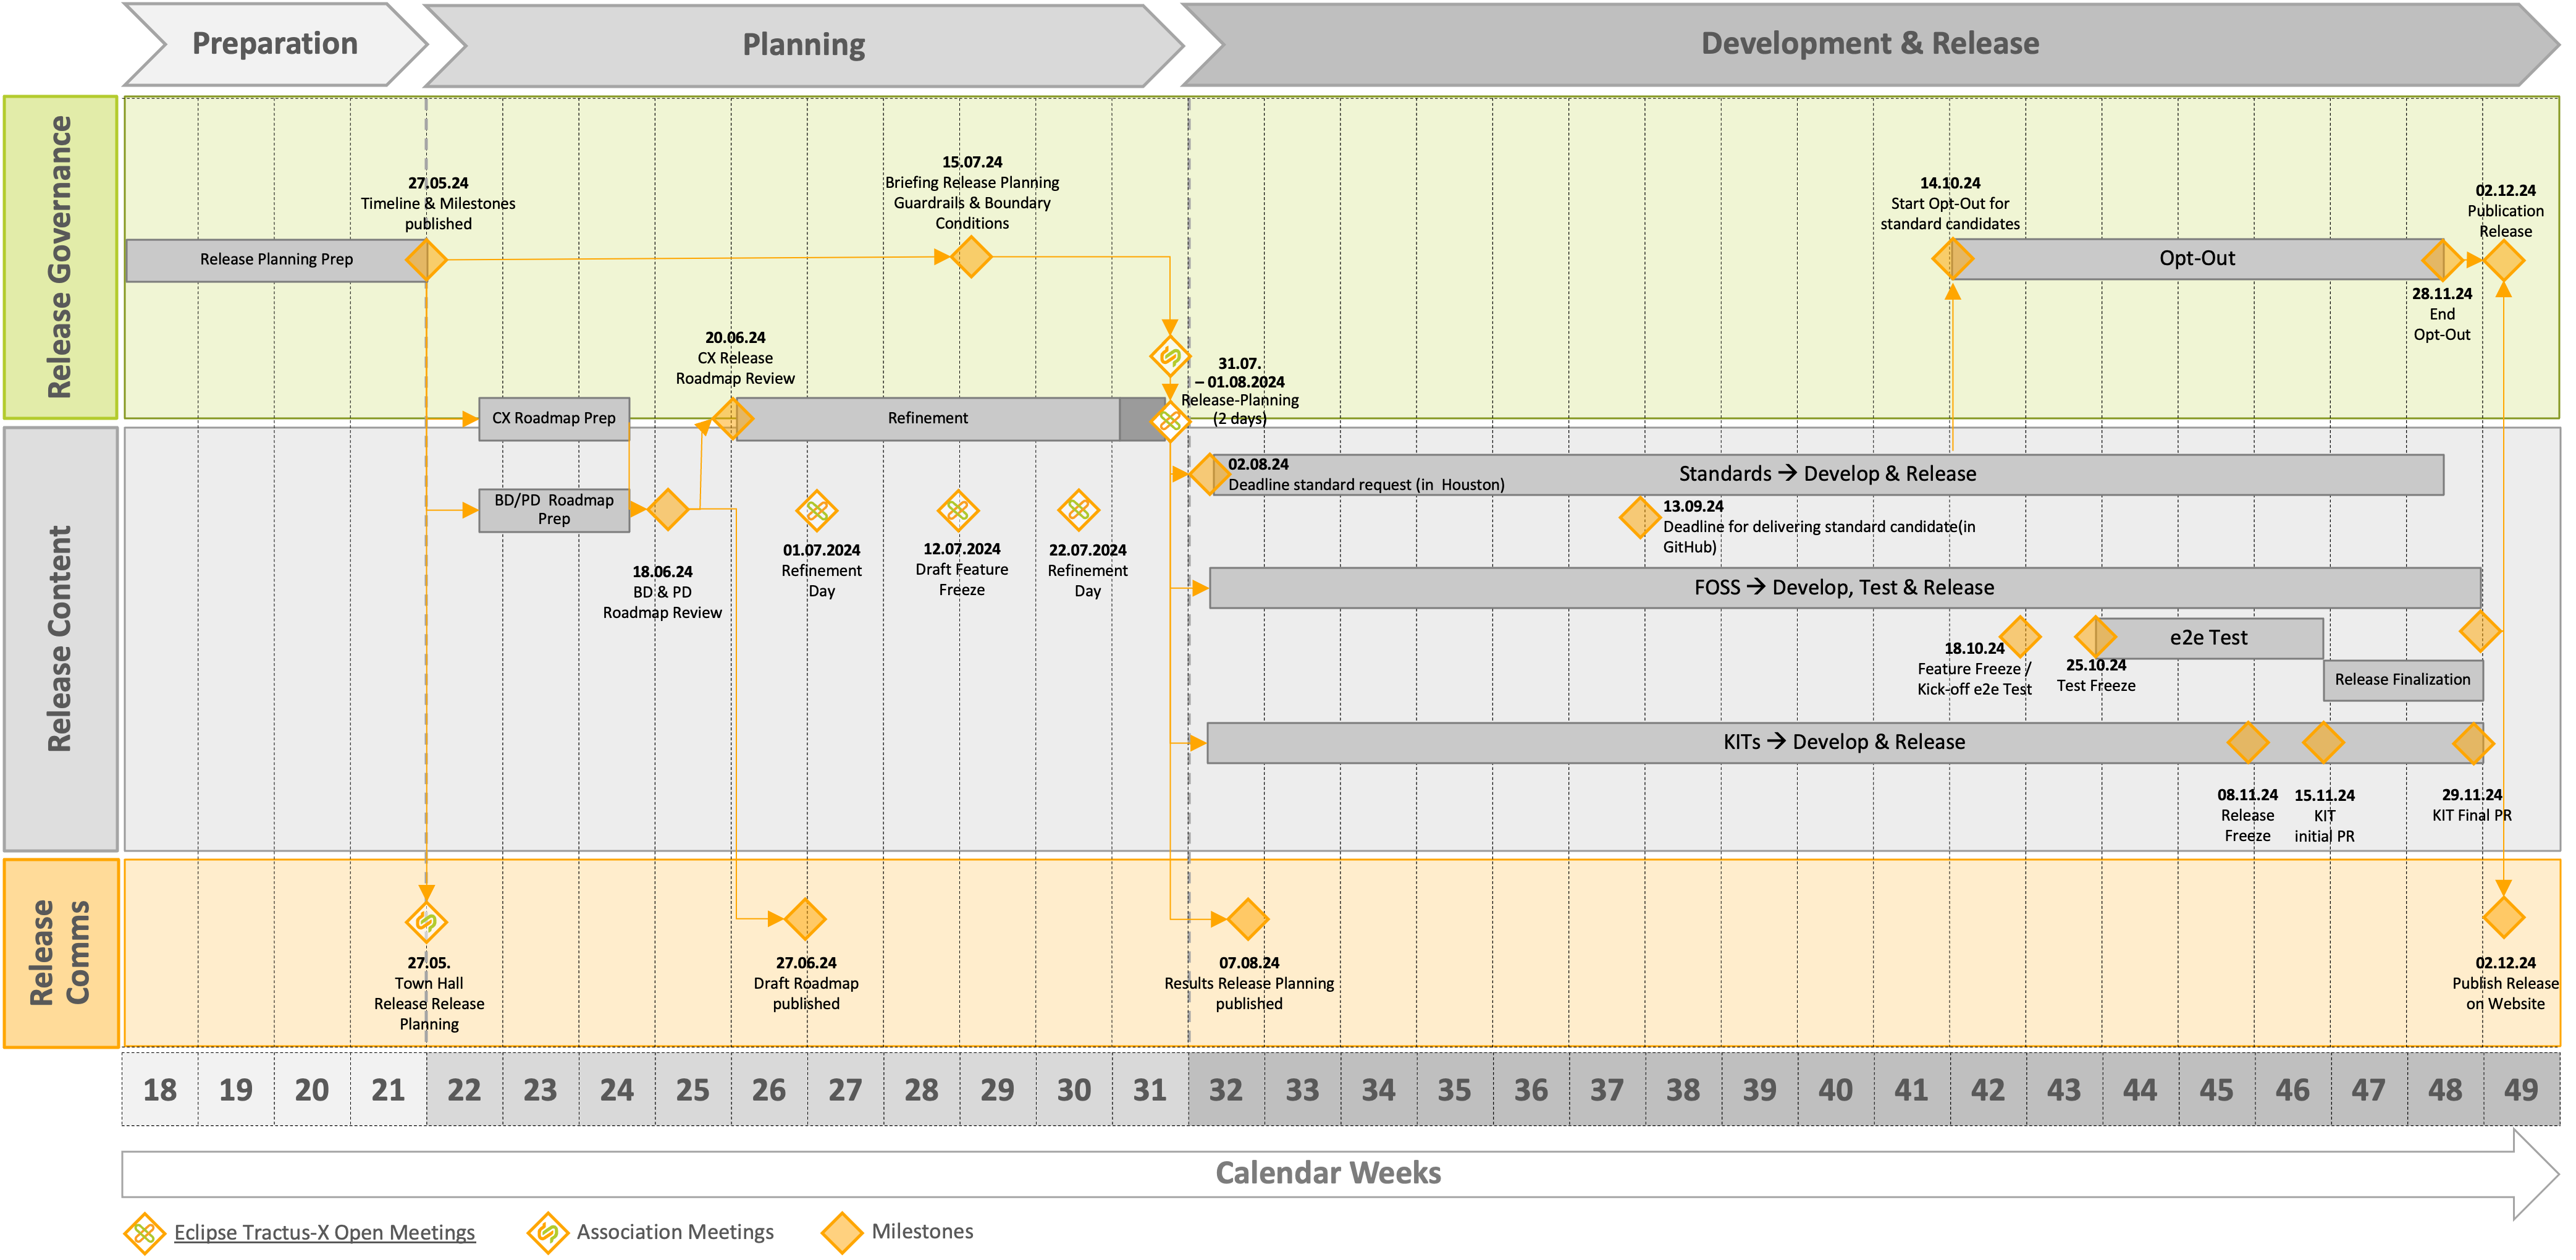 Preparation
Planning
Development & Release
Release Governance
27.05.24
Timeline & Milestones
published
Release Planning Prep
15.07.24
Briefing Release Planning
Guardrails & Boundary
Conditions
14.10.24
Start Opt-Out for
standard candidates
Opt-Out
02.12.24
Publication
Release
28.11.24
End
Opt-Out
20.06.24
CX Release
Roadmap Review
31.07.
– 01.08.2024
Release-Planning
(2 days)
CX Roadmap Prep
Refinement
Release Content
BD/PD Roadmap
Prep
18.06.24
BD & PD
Roadmap Review
01.07.2024
Refinement
Day
12.07.2024
Draft Feature
Freeze
22.07.2024
Refinement
Day
02.08.24
Deadline standard request (in Houston)
Standards → Develop & Release
13.09.24
Deadline for delivering standard candidate(in
GitHub)
FOSS → Develop, Test & Release
18.10.24
Feature Freeze /
Kick-off e2e Test
25.10.24
Test Freeze
e2e Test
Release Finalization
KITs → Develop & Release
08.11.24
Release
Freeze
15.11.24
KIT
initial PR
29.11.24
KIT Final PR
Release
Comms
27.05.
Town Hall
Release Release
Planning
27.06.24
Draft Roadmap
published
07.08.24
Results Release Planning
published
02.12.24
Publish Release
on Website
18 19 20 21 22 23 24 25 26 27 28 29 30 31 32 33 34 35 36 37 38 39 40 41 42 43 44 45 46 47 48 49
Calendar Weeks
Eclipse Tractus-X Open Meetings
Association Meetings
Milestones